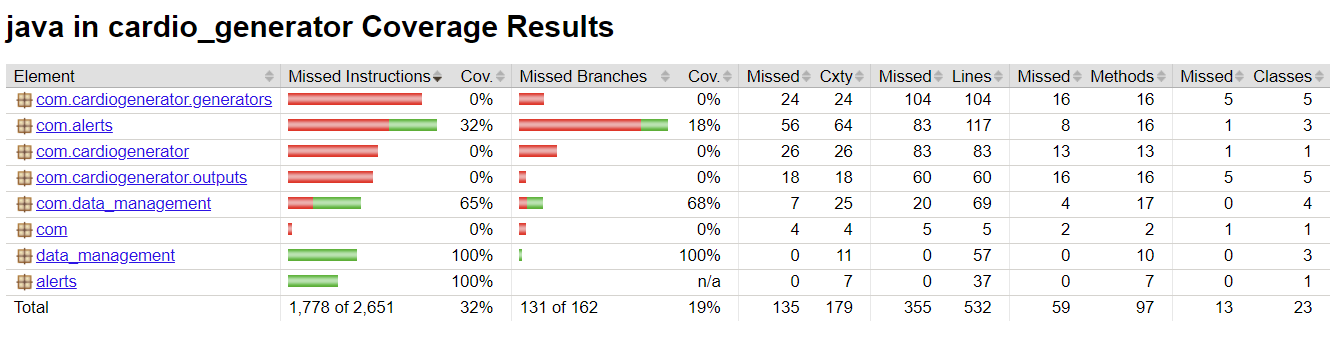 java in cardio_generator Coverage Results
Element Missed Instructions Cov. Missed Branches Cov. Missed Cxty Missed Lines Missed Methods Missed Classes
com.cardiogenerator.generators 0% 0% 24 24 104 104 16 16 5 5
com.alerts 32% 18% 56 64 83 117 8 16 1 3
com.cardiogenerator 0% 0% 26 26 83 83 13 13 1 1
com.cardiogenerator.outputs 0% 0% 18 18 60 60 16 16 5 5
com.data_management 65% 68% 7 25 20 69 4 17 0 4
com 0% 0% 4 4 5 5 2 2 1 1
data_management 100% 100% 0 11 0 57 0 10 0 3
alerts 100% n/a 0 7 0 37 0 7 0 1
Total 1,778 of 2,651 32% 131 of 162 19% 135 179 355 532 59 97 13 23